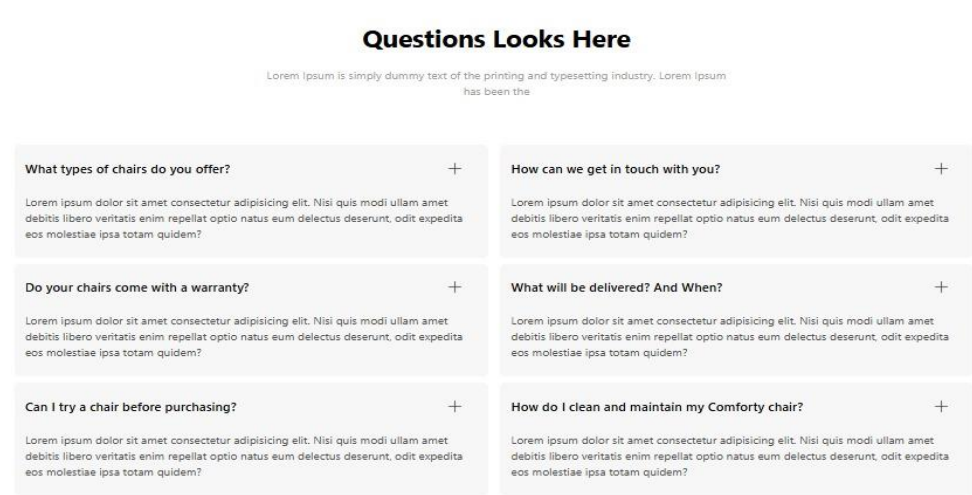 Questions Looks Here
Lorem Ipsum is simply dummy text of the printing and typesetting industry. Lorem Ipsum
has been the
What types of chairs do you offer?
Lorem ipsum dolor sit amet consectetur adipisicing elit. Nisi quis modi ullam amet
debitis libero veritatis enim repellat optio natus eum delectus deserunt, odit expedita
eos molestiae ipsa totam quidem?
How can we get in touch with you?
Lorem ipsum dolor sit amet consectetur adipisicing elit. Nisi quis modi ullam amet
debitis libero veritatis enim repellat optio natus eum delectus deserunt, odit expedita
eos molestiae ipsa totam quidem?
Do your chairs come with a warranty?
Lorem ipsum dolor sit amet consectetur adipisicing elit. Nisi quis modi ullam amet
debitis libero veritatis enim repellat optio natus eum delectus deserunt, odit expedita
eos molestiae ipsa totam quidem?
What will be delivered? And When?
Lorem ipsum dolor sit amet consectetur adipisicing elit. Nisi quis modi ullam amet
debitis libero veritatis enim repellat optio natus eum delectus deserunt, odit expedita
eos molestiae ipsa totam quidem?
Can I try a chair before purchasing?
Lorem ipsum dolor sit amet consectetur adipisicing elit. Nisi quis modi ullam amet
debitis libero veritatis enim repellat optio natus eum delectus deserunt, odit expedita
eos molestiae ipsa totam quidem?
How do I clean and maintain my Comforty chair?
Lorem ipsum dolor sit amet consectetur adipisicing elit. Nisi quis modi ullam amet
debitis libero veritatis enim repellat optio natus eum delectus deserunt, odit expedita
eos molestiae ipsa totam quidem?